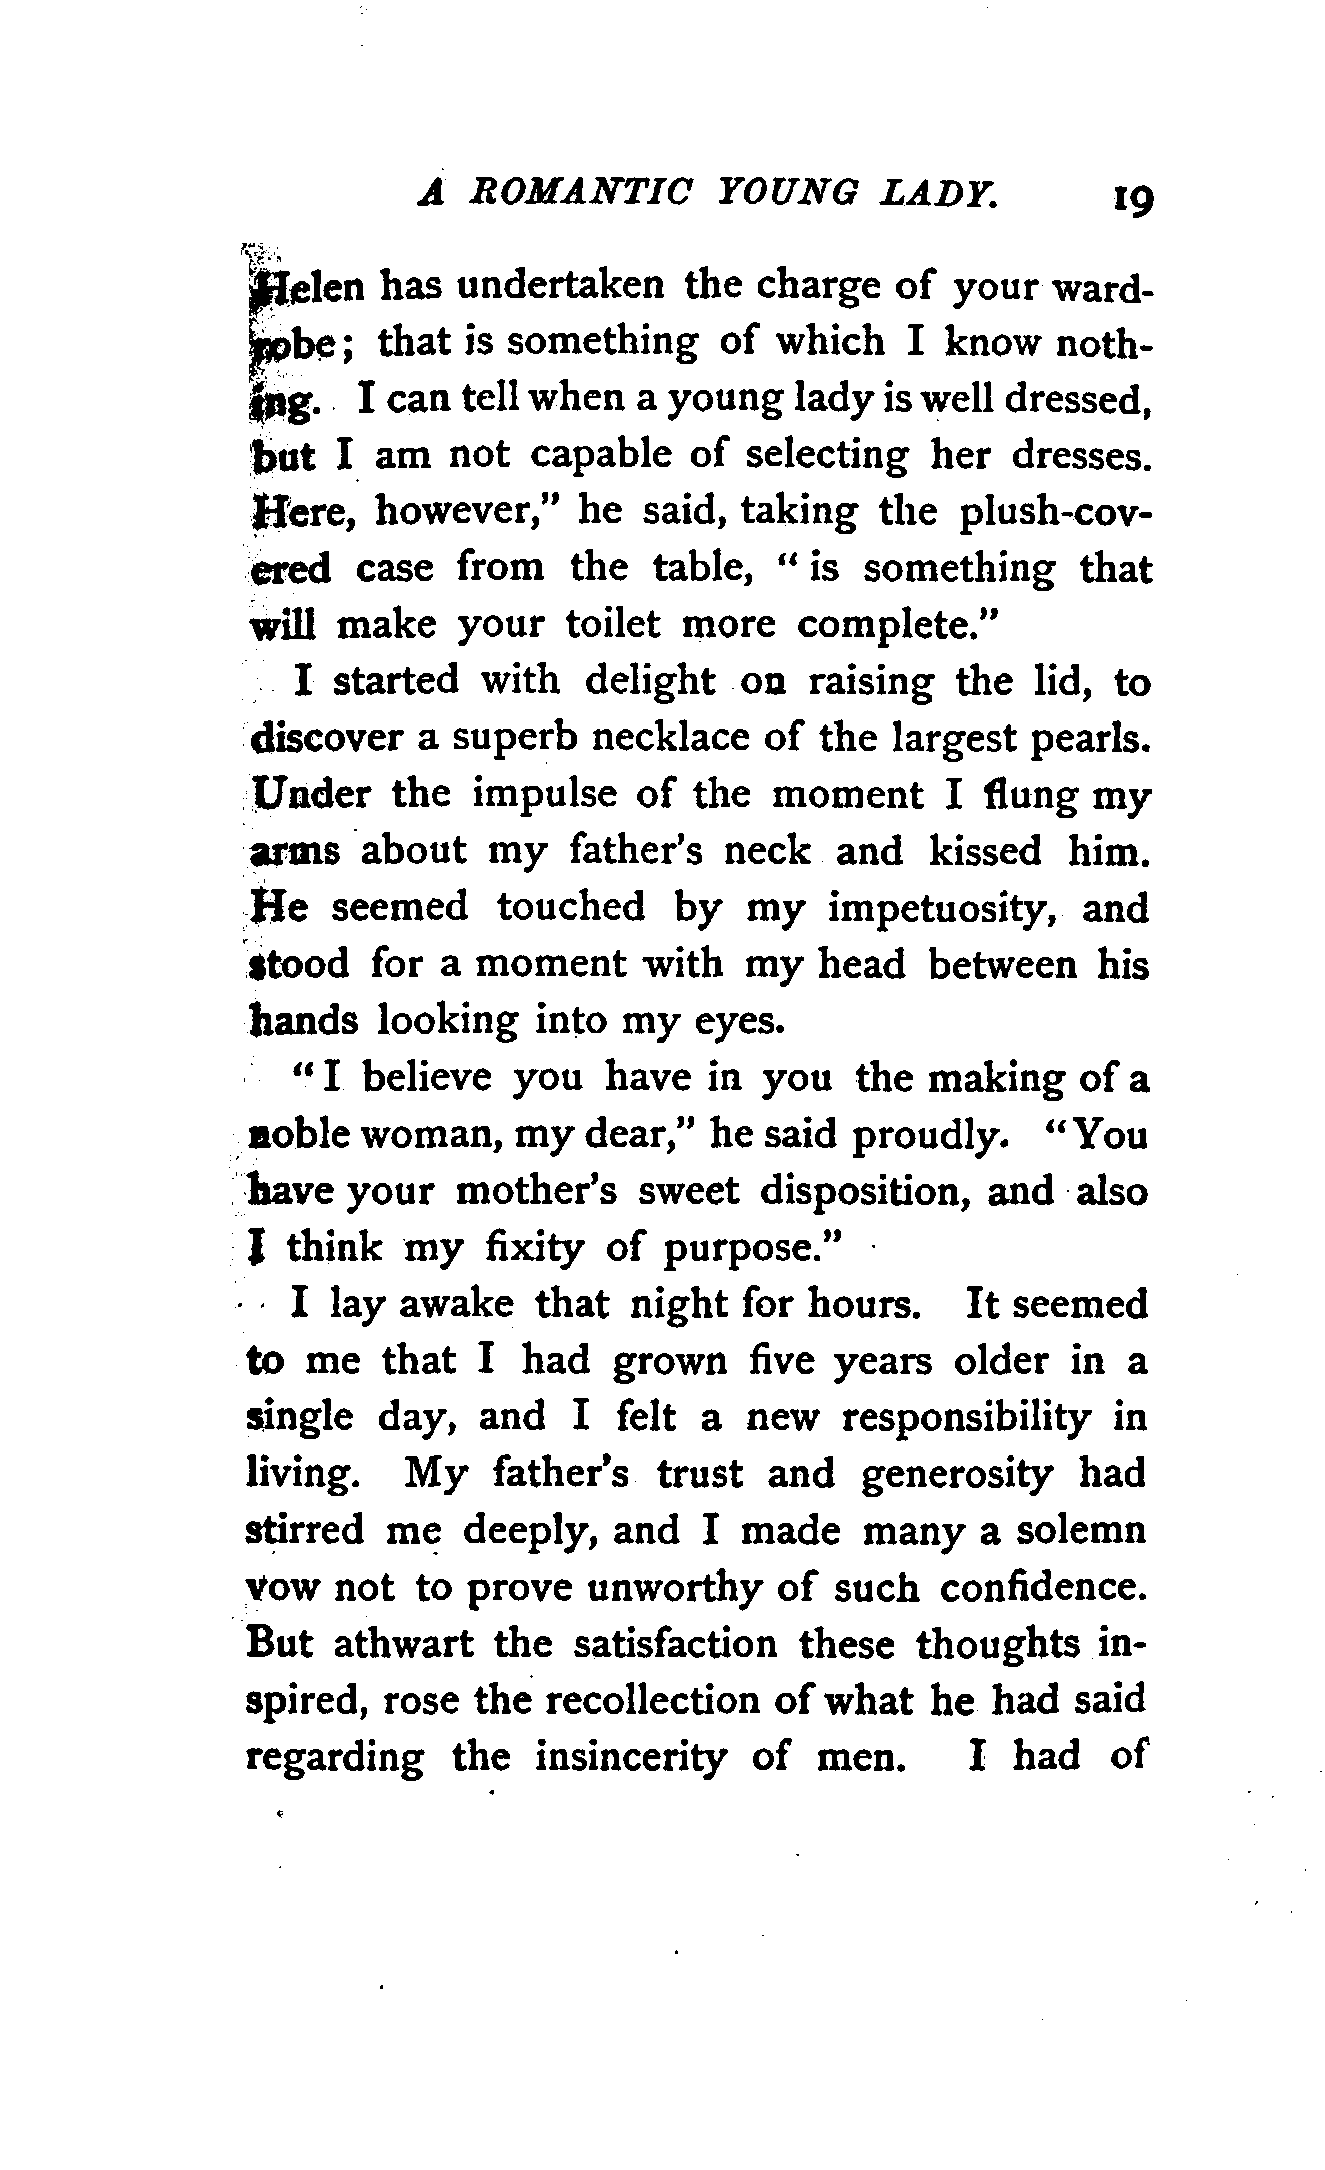 A ROMANTIC YOUNG LADY. 19
Helen has undertaken the charge of your ward-
robe; that is something of which I know noth-
ing. I can tell when a young lady is well dressed,
but I am not capable of selecting her dresses.
Here, however,” he said, taking the plush-cov-
ered case from the table, “ is something that
will make your toilet more complete.”
I started with delight on raising the lid, to
discover a superb necklace of the largest pearls.
Under the impulse of the moment I flung my
arms about my father’s neck and kissed him.
He seemed touched by my impetuosity, and
stood for a moment with my head between his
hands looking into my eyes.
“ I believe you have in you the making of a
noble woman, my dear,” he said proudly. “ You
have your mother’s sweet disposition, and also
I think my fixity of purpose.”
I lay awake that night for hours. It seemed
to me that I had grown five years older in a
single day, and I felt a new responsibility in
living. My father’s trust and generosity had
stirred me deeply, and I made many a solemn
vow not to prove unworthy of such confidence.
But athwart the satisfaction these thoughts in-
spired, rose the recollection of what he had said
regarding the insincerity of men. I had of